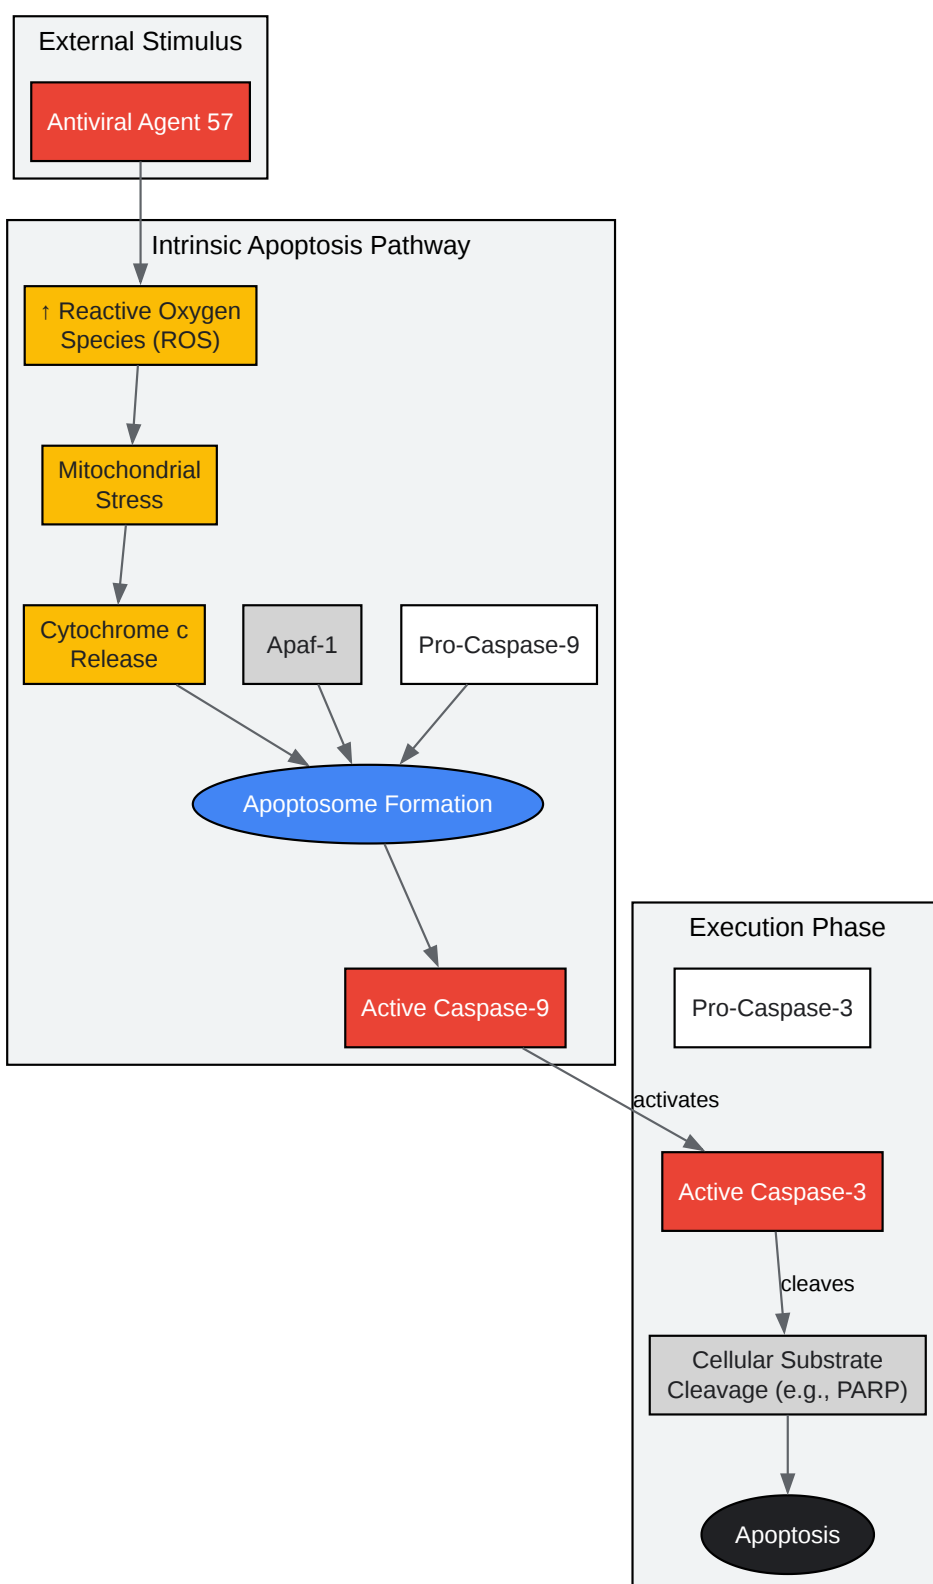 External Stimulus
Antiviral Agent 57
Intrinsic Apoptosis Pathway
↑ Reactive Oxygen
Species (ROS)
Mitochondrial
Stress
Cytochrome c
Release
Apaf-1
Pro-Caspase-9
Apoptosome Formation
Active Caspase-9
Execution Phase
Pro-Caspase-3
activates
Active Caspase-3
cleaves
Cellular Substrate
Cleavage (e.g., PARP)
Apoptosis